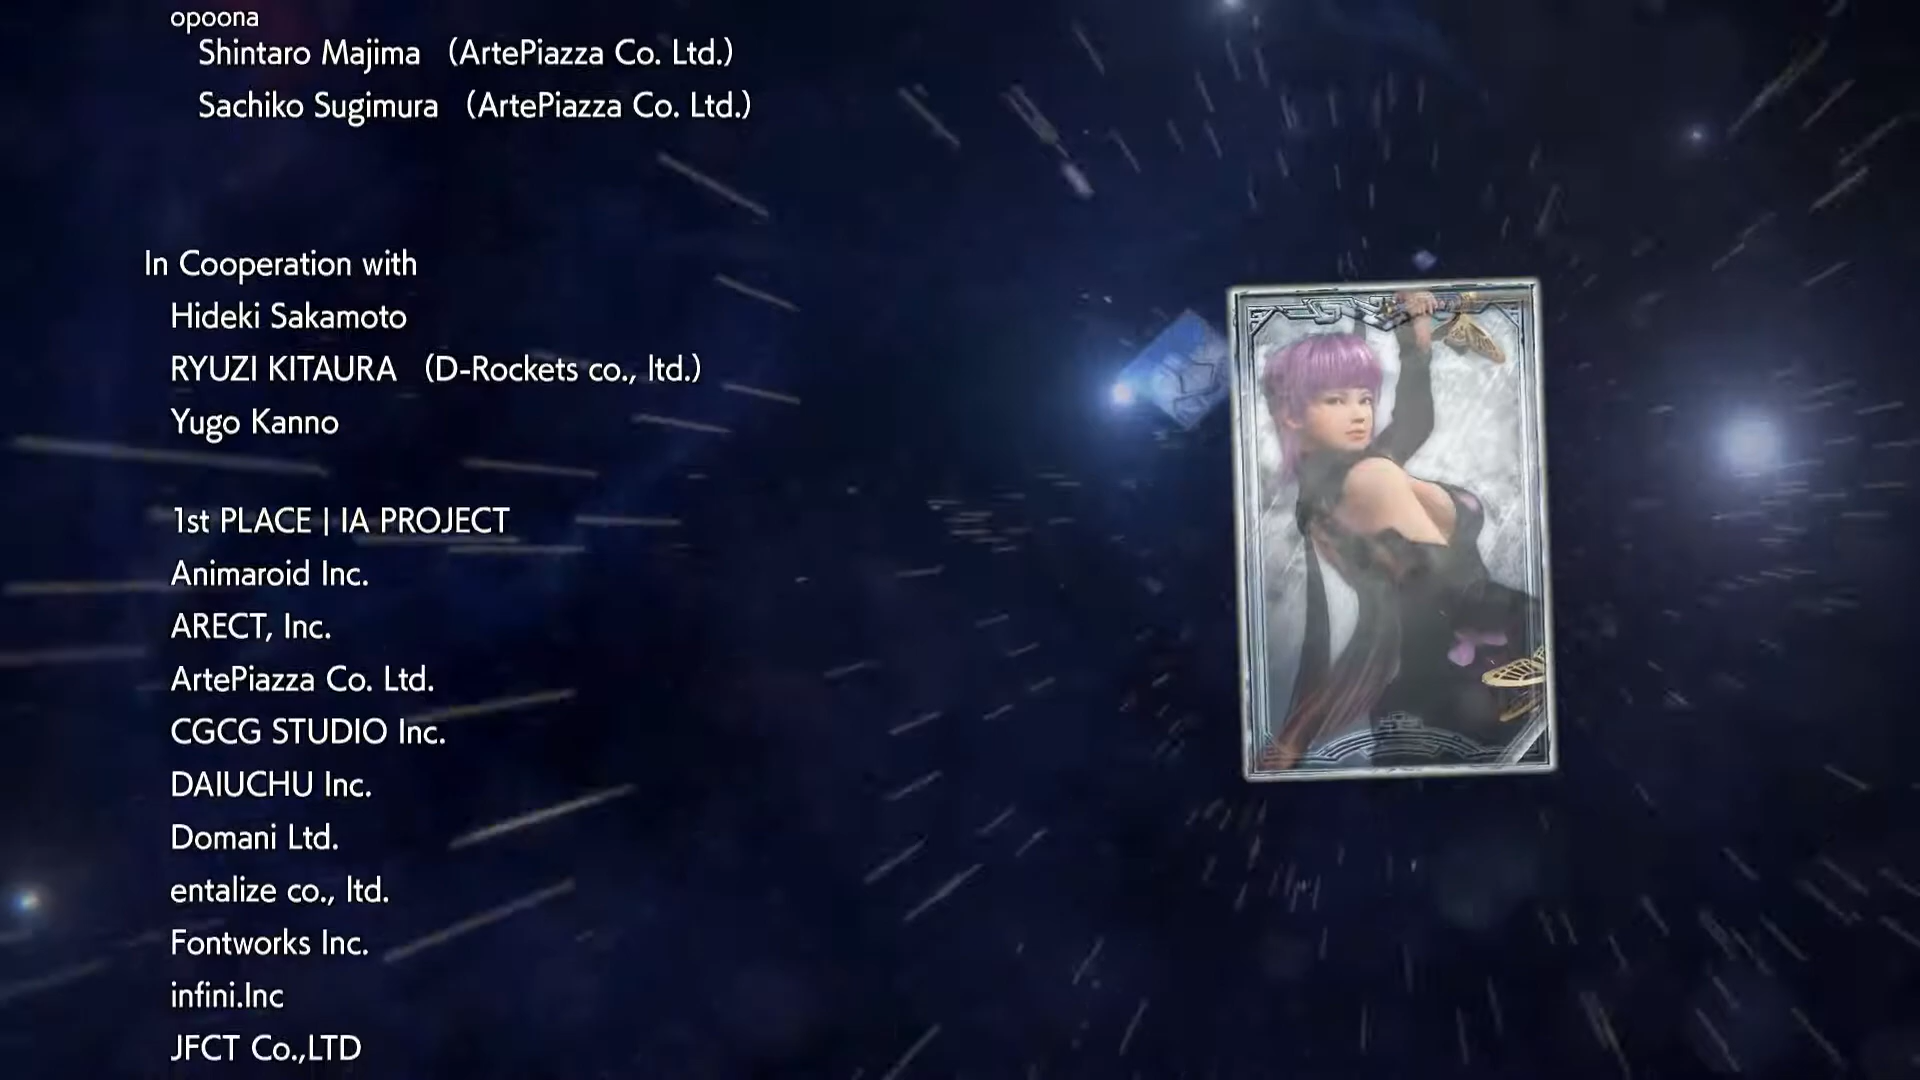 opoona
Shintaro Majima （ArtePiazza Co. Ltd.）
Sachiko Sugimura （ArtePiazza Co. Ltd.）
In Cooperation with
Hideki Sakamoto
RYUZI KITAURA （D-Rockets co., ltd.）
Yugo Kanno
1st PLACE | IA PROJECT
Animaroid Inc.
ARECT, Inc.
ArtePiazza Co. Ltd.
CGCG STUDIO Inc.
DAIUCHU Inc.
Domani Ltd.
entalize co., ltd.
Fontworks Inc.
infini.Inc
JFCT Co.,LTD